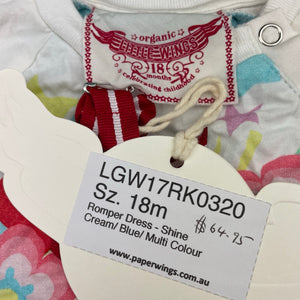 organic
LITTLE WINGS
18
months
celebrating childhood
LGW17RK0320
Sz. 18m
Romper Dress - Shine
Cream/ Blue/ Multi Colour
$64.95
www.paperwings.com/au